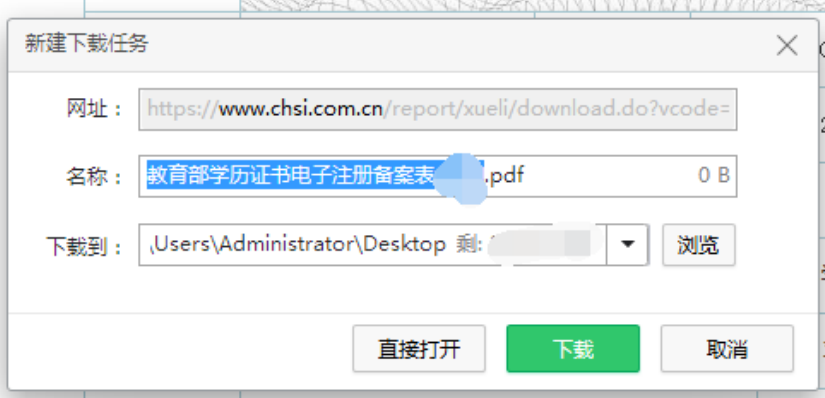 新建下载任务
网址：https://www.chsi.com.cn/report/xueli/download.do?vcode=
名称：教育部学历证书电子注册备案表 .pdf 0 B
下载到：\Users\Administrator\Desktop 剩: 浏览
直接打开 下载 取消